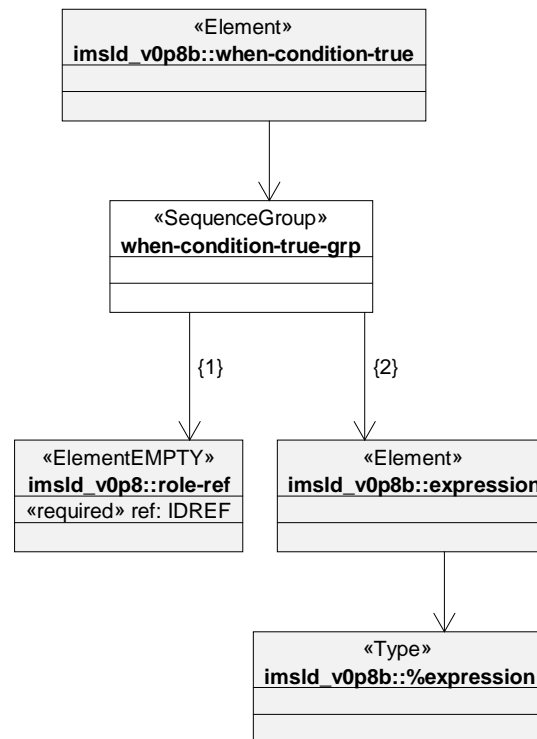 «Element»
imsld_v0p8b::when-condition-true
«SequenceGroup»
when-condition-true-grp
{1}
{2}
«ElementEMPTY»
imsld_v0p8::role-ref
«required» ref: IDREF
«Element»
imsld_v0p8b::expression
«Type»
imsld_v0p8b::%expression